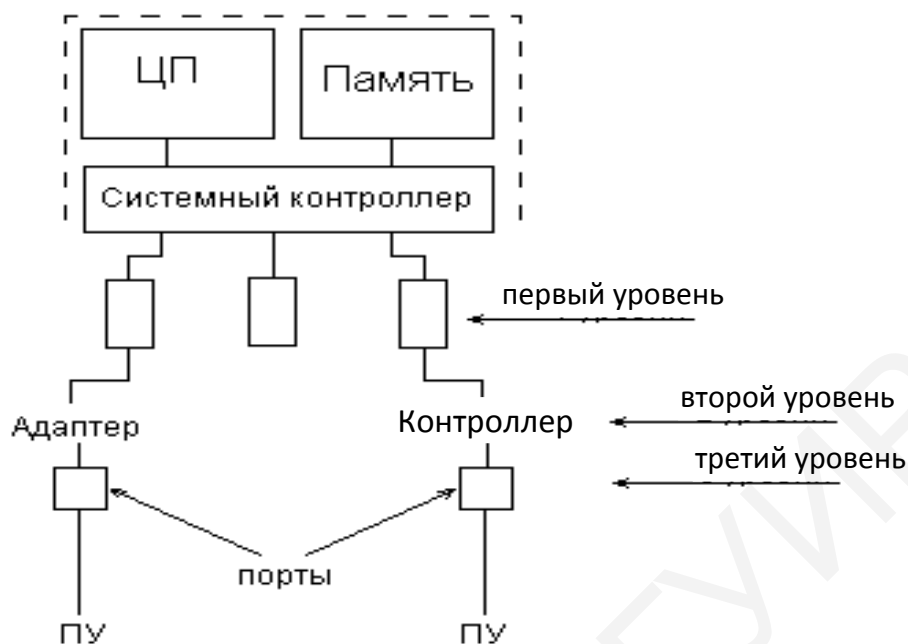 ЦП
Память
Системный контроллер
первый уровень
второй уровень
Адаптер
Контроллер
третий уровень
порты
ПУ
ПУ